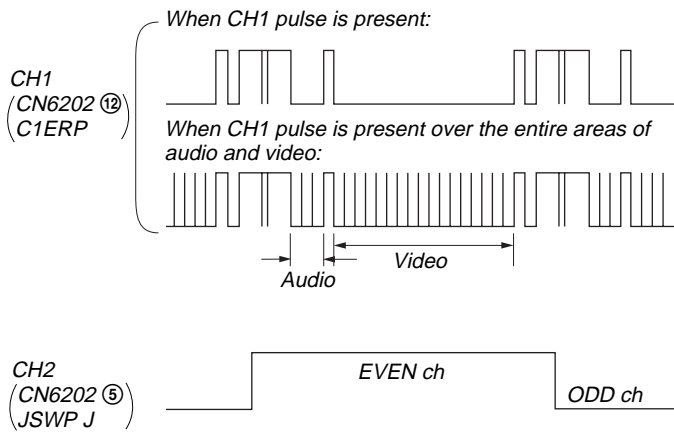 When CH1 pulse is present:
CH1
(CN6202 ⑫
C1ERP)
When CH1 pulse is present over the entire areas of
audio and video:
Audio
Video
CH2
(CN6202 ⑤
JSWP J)
EVEN ch
ODD ch